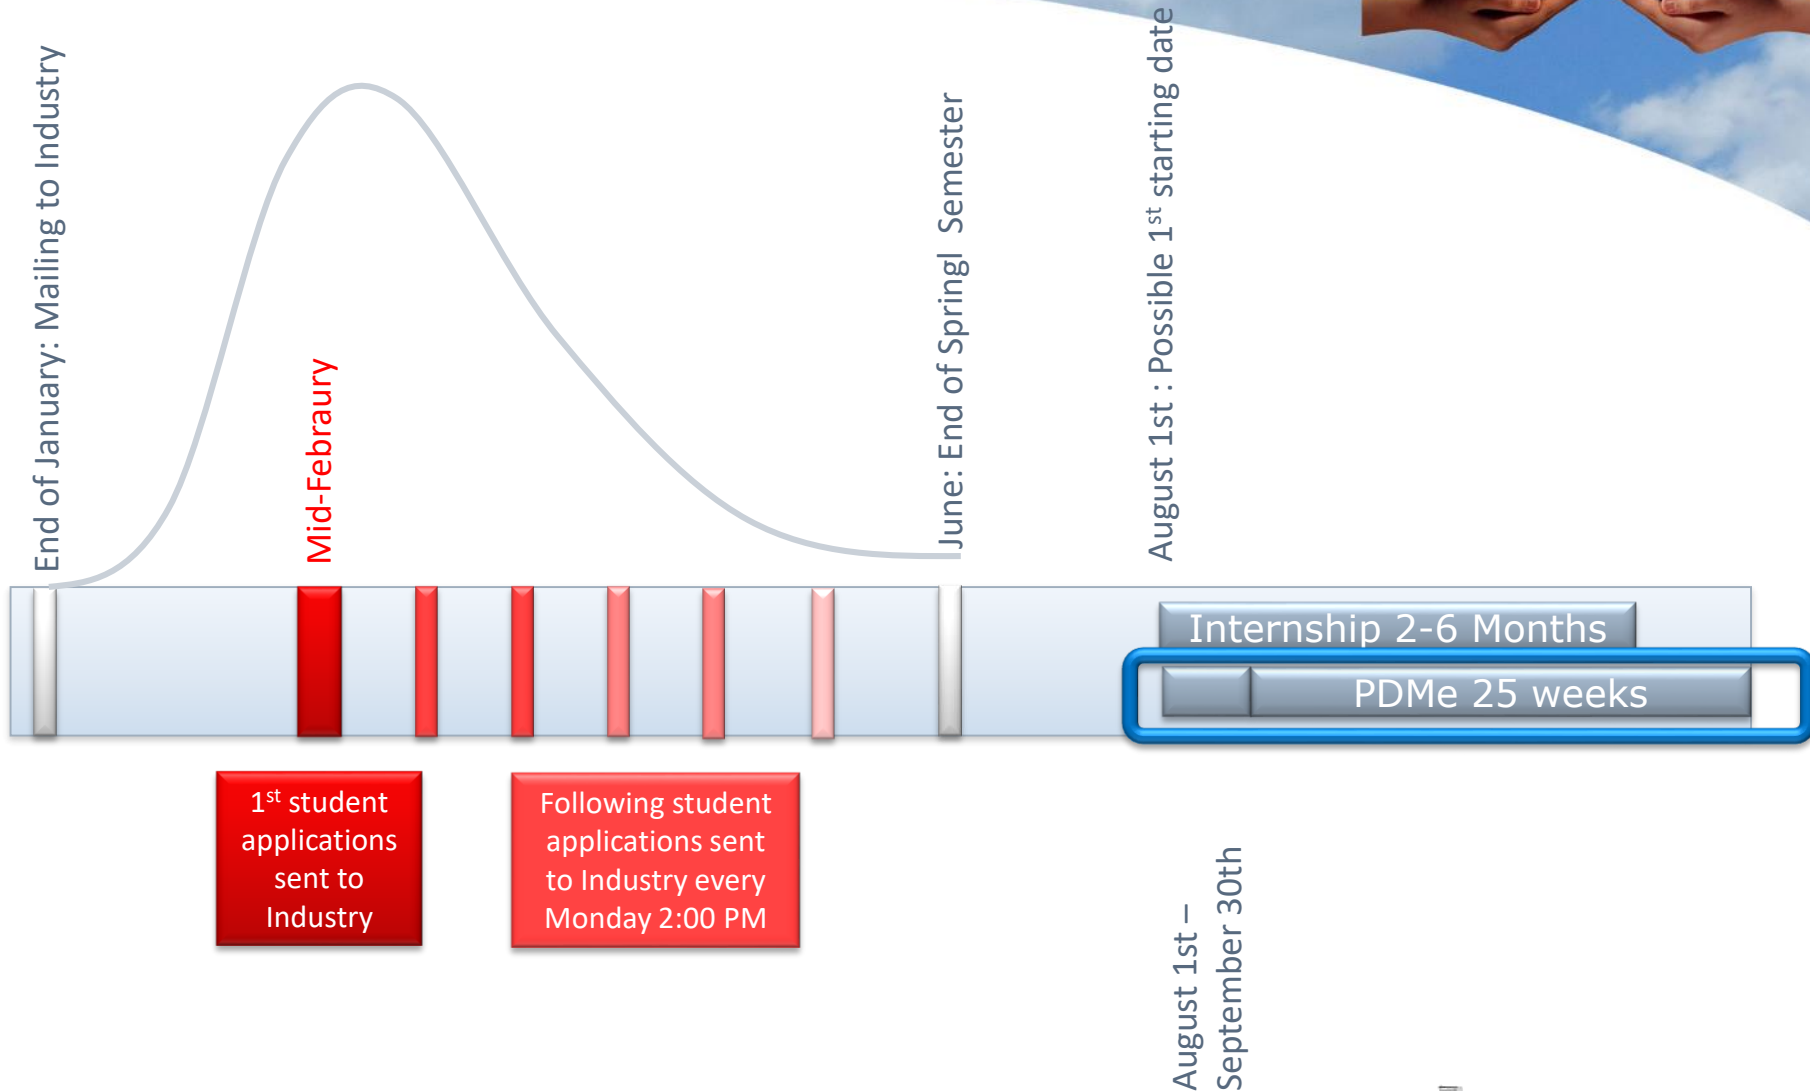 End of January: Mailing to Industry
Mid-Febraury
June: End of Springl  Semester
August 1st : Possible 1st starting date
Internship 2-6 Months
PDMe 25 weeks
1st student
applications
sent to
Industry
Following student
applications sent
to Industry every
Monday 2:00 PM
August 1st –
September 30th